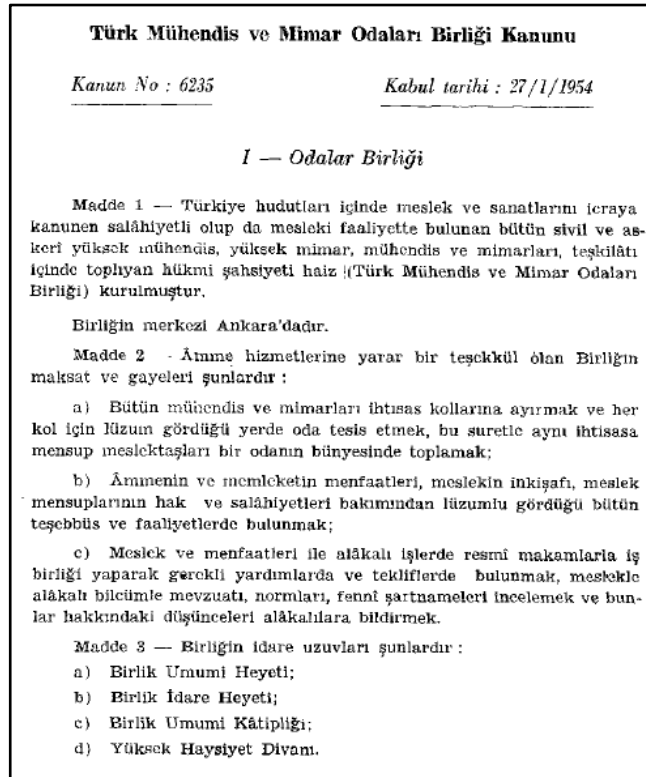 Türk Mühendis ve Mimar Odaları Birliği Kanunu
Kanun No : 6235 Kabul tarihi : 27/1/1954
I — Odalar Birliği
Madde 1 — Türkiye hudutları içinde meslek ve sanatlarını icraya
kanunen salâhiyetli olup da mesleki faaliyette bulunan bütün sivil ve as-
kerî yüksek mühendis, yüksek mimar, mühendis ve mimarları, teşkilâtı
içinde toplıyan hükmi şahsiyeti haiz (Türk Mühendis ve Mimar Odaları
Birliği) kurulmuştur.
Birliğin merkezi Ankara'dadır.
Madde 2 - Âmme hizmetlerine yarar bir teşekkül olan Birliğin
maksat ve gayeleri şunlardır :
a) Bütün mühendis ve mimarları ihtisas kollarına ayırmak ve her
kol için lüzum gördüğü yerde oda tesis etmek, bu suretle aynı ihtisasa
mensup meslektaşları bir odanın bünyesinde toplamak;
b) Âmmenin ve memleketin menfaatleri, meslekin inkişafı, meslek
mensuplarının hak ve salâhiyetleri bakımından lüzumlu gördüğü bütün
teşebbüs ve faaliyetlerde bulunmak;
c) Meslek ve menfaatleri ile alâkalı işlerde resmî makamlarla iş
birliği yaparak gerekli yardımlarda ve tekliflerde bulunmak, meslekle
alâkalı bilcümle mevzuatı, normları, fennî şartnameleri incelemek ve bun-
lar hakkındaki düşünceleri alâkalılara bildirmek.
Madde 3 — Birliğin idare uzuvları şunlardır :
a) Birlik Umumi Heyeti;
b) Birlik İdare Heyeti;
c) Birlik Umumi Kâtipliği;
d) Yüksek Haysiyet Divanı.